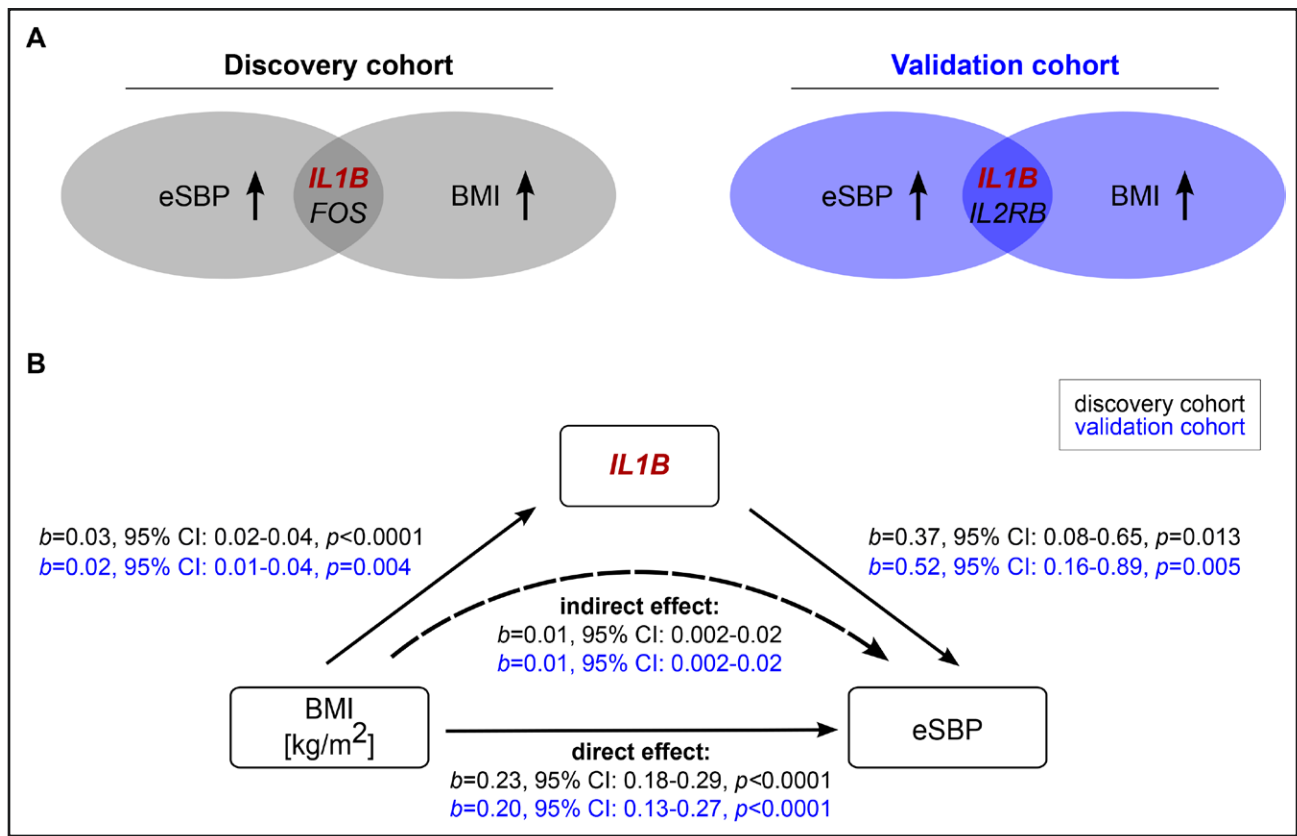 A
Discovery cohort
Validation cohort
eSBP
IL1B
FOS
BMI
eSBP
IL1B
IL2RB
BMI
B
discovery cohort
validation cohort
IL1B
b=0.03, 95% CI: 0.02-0.04, p<0.0001
b=0.02, 95% CI: 0.01-0.04, p=0.004
b=0.37, 95% CI: 0.08-0.65, p=0.013
b=0.52, 95% CI: 0.16-0.89, p=0.005
indirect effect:
b=0.01, 95% CI: 0.002-0.02
b=0.01, 95% CI: 0.002-0.02
BMI
[kg/m²]
eSBP
direct effect:
b=0.23, 95% CI: 0.18-0.29, p<0.0001
b=0.20, 95% CI: 0.13-0.27, p<0.0001